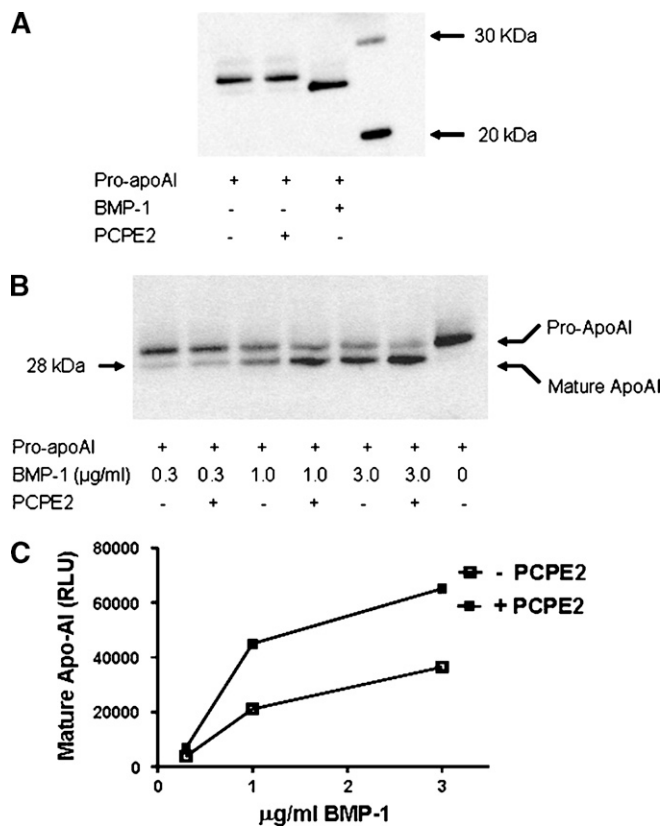 A
30 KDa
20 kDa
Pro-apoAI + + +
BMP-1 - - +
PCPE2 - + -
B
Pro-ApoAI
28 kDa
Mature ApoAI
Pro-apoAI + + + + + + +
BMP-1 (µg/ml) 0.3 0.3 1.0 1.0 3.0 3.0 0
PCPE2 - + - + - + -
C
80000
60000
40000
20000
0
Mature Apo-AI (RLU)
- PCPE2
+ PCPE2
0 1 2 3
µg/ml BMP-1